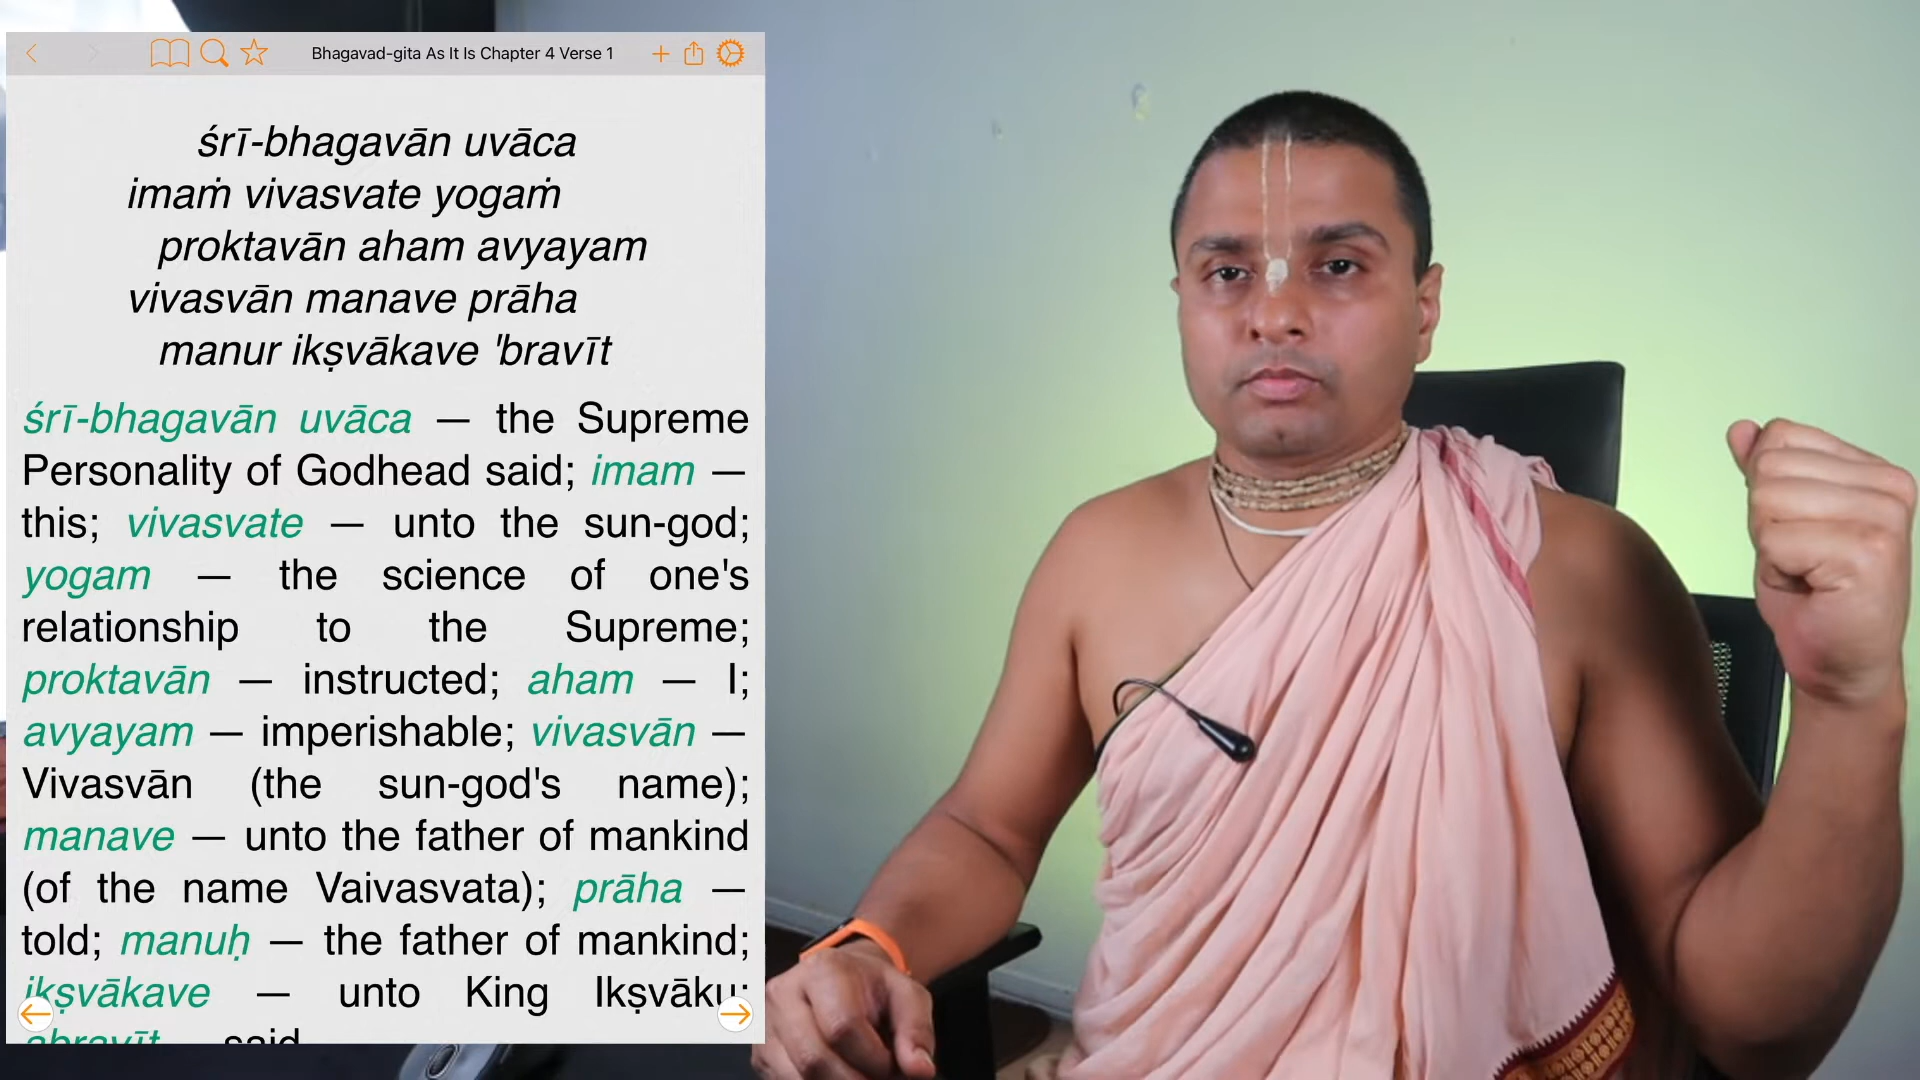 Bhagavad-gita As It Is Chapter 4 Verse 1
śrī-bhagavān uvāca
imaṁ vivasvate yogaṁ
proktavān aham avyayam
vivasvān manave prāha
manur ikṣvākave 'bravīt
śrī-bhagavān uvāca — the Supreme
Personality of Godhead said; imam —
this; vivasvate — unto the sun-god;
yogam — the science of one's
relationship to the Supreme;
proktavān — instructed; aham — I;
avyayam — imperishable; vivasvān —
Vivasvān (the sun-god's name);
manave — unto the father of mankind
(of the name Vaivasvata); prāha —
told; manuḥ — the father of mankind;
ikṣvākave — unto King Ikṣvāku;
abravīt said